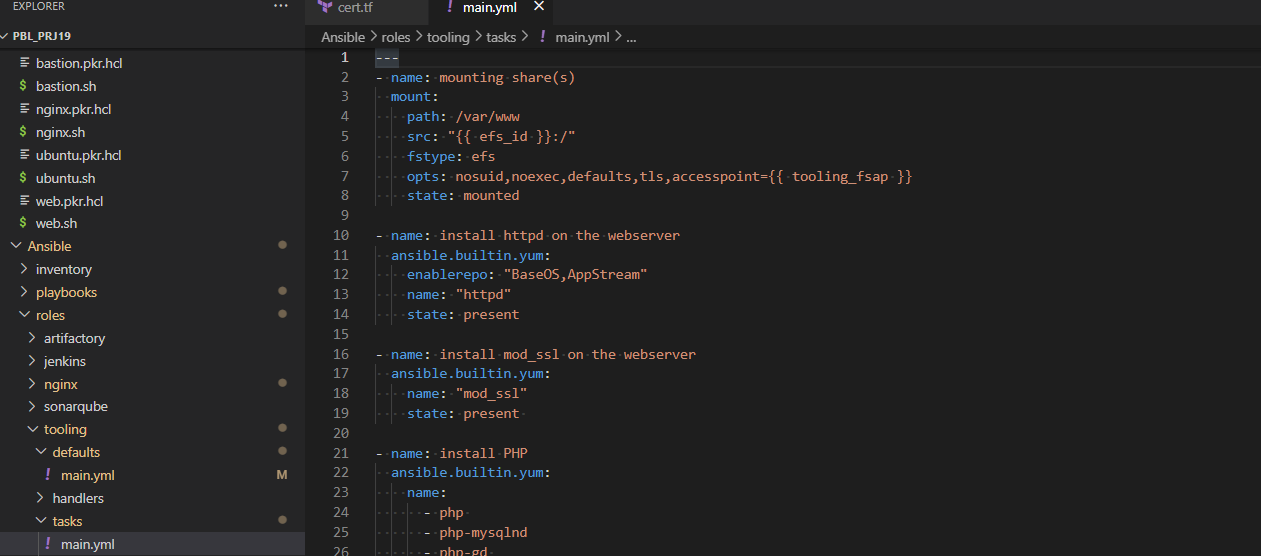 EXPLORER
PBL_PRJ19
bastion.pkr.hcl
$ bastion.sh
nginx.pkr.hcl
$ nginx.sh
ubuntu.pkr.hcl
$ ubuntu.sh
web.pkr.hcl
$ web.sh
Ansible
inventory
playbooks
roles
artifactory
jenkins
nginx
sonarqube
tooling
defaults
! main.yml M
handlers
tasks
! main.yml
cert.tf
! main.yml
Ansible > roles > tooling > tasks > ! main.yml > ...
1 ---
2 - name: mounting share(s)
3   mount:
4     path: /var/www
5     src: "{{ efs_id }}:/"
6     fstype: efs
7     opts: nosuid,noexec,defaults,tls,accesspoint={{ tooling_fsap }}
8     state: mounted
9
10 - name: install httpd on the webserver
11   ansible.builtin.yum:
12     enablerepo: "BaseOS,AppStream"
13     name: "httpd"
14     state: present
15
16 - name: install mod_ssl on the webserver
17   ansible.builtin.yum:
18     name: "mod_ssl"
19     state: present
20
21 - name: install PHP
22   ansible.builtin.yum:
23     name:
24       - php
25       - php-mysqlnd
26       - php-gd